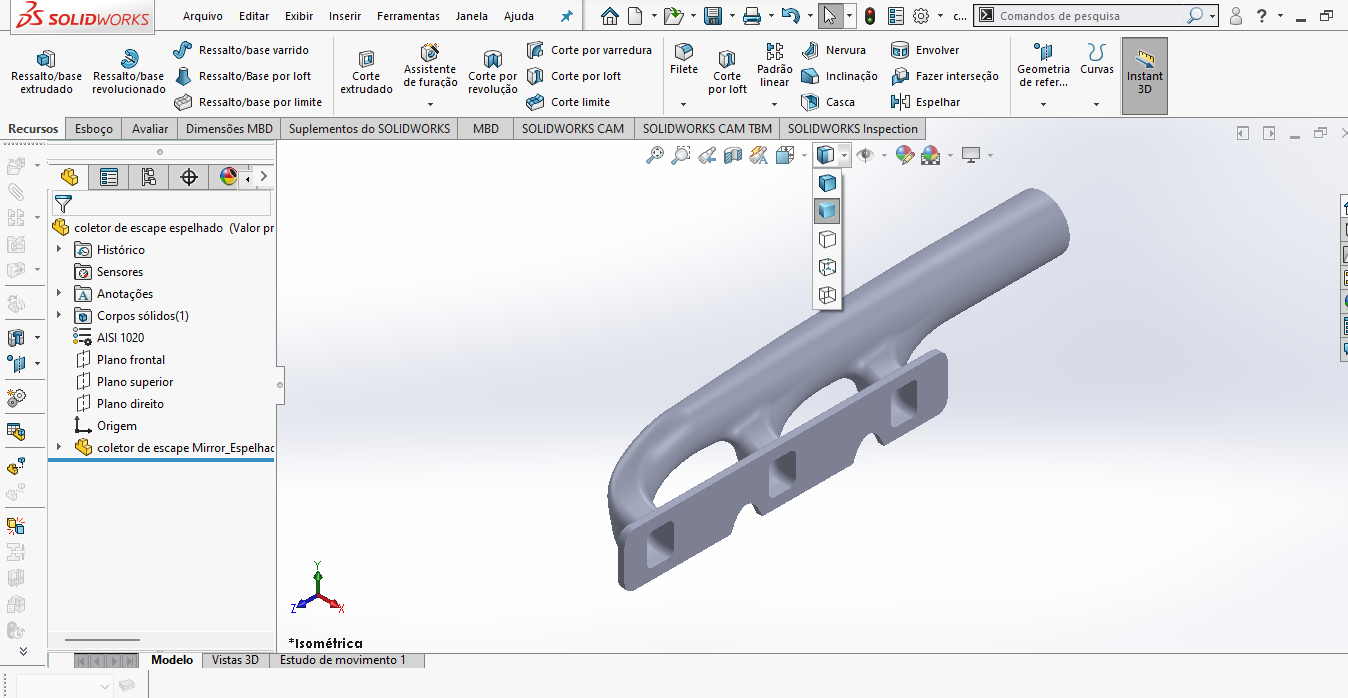 SOLIDWORKS
Arquivo Editar Exibir Inserir Ferramentas Janela Ajuda
c...
Comandos de pesquisa
?
Ressalto/base extrudado
Ressalto/base revolucionado
Ressalto/base varrido
Ressalto/Base por loft
Ressalto/base por limite
Corte extrudado
Assistente de furação
Corte por revolução
Corte por varredura
Corte por loft
Corte limite
Filete
Corte por loft
Padrão linear
Nervura
Inclinação
Casca
Envolver
Fazer interseção
Espelhar
Geometria de refer...
Curvas
Instant 3D
Recursos Esboço Avaliar Dimensões MBD Suplementos do SOLIDWORKS MBD SOLIDWORKS CAM SOLIDWORKS CAM TBM SOLIDWORKS Inspection
coletor de escape espelhado (Valor pr
Histórico
Sensores
Anotações
Corpos sólidos(1)
AISI 1020
Plano frontal
Plano superior
Plano direito
Origem
coletor de escape Mirror_Espelhac
Y
Z
X
*Isométrica
Modelo Vistas 3D Estudo de movimento 1